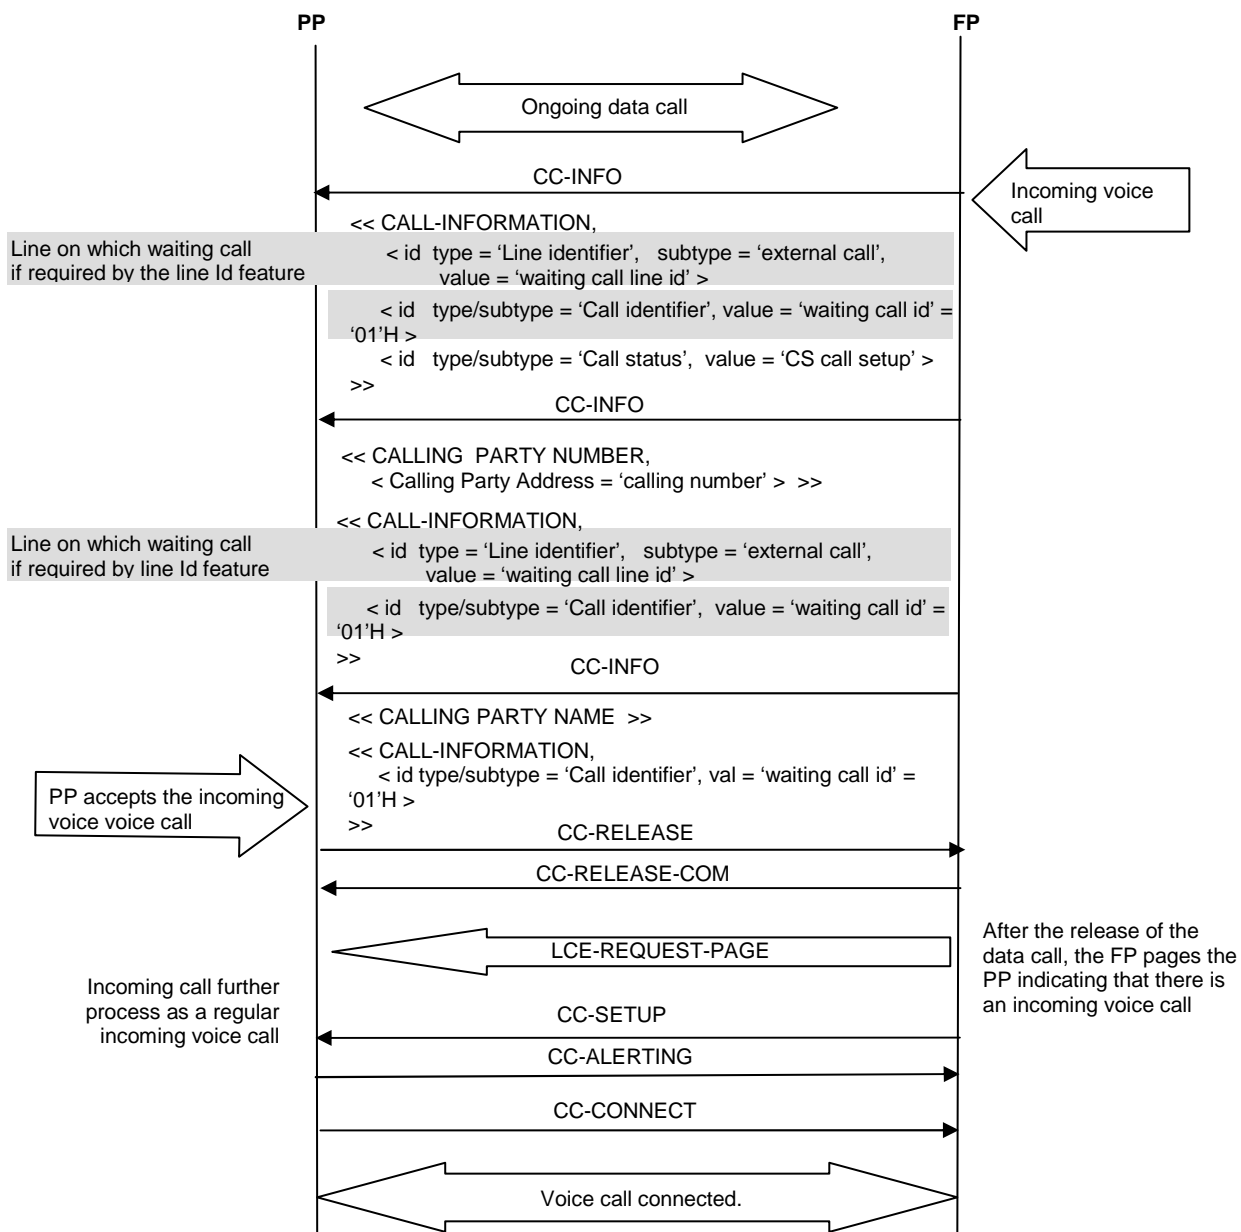 PP
FP
Ongoing data call
CC-INFO
Incoming voice
call
<< CALL-INFORMATION,
Line on which waiting call
if required by the line Id feature
< id type = ‘Line identifier’, subtype = ‘external call’,
value = ‘waiting call line id’ >
< id type/subtype = ‘Call identifier’, value = ‘waiting call id’ =
‘01’H >
< id type/subtype = ‘Call status’, value = ‘CS call setup’ >
>>
CC-INFO
<< CALLING PARTY NUMBER,
< Calling Party Address = ‘calling number’ > >>
<< CALL-INFORMATION,
Line on which waiting call
if required by line Id feature
< id type = ‘Line identifier’, subtype = ‘external call’,
value = ‘waiting call line id’ >
< id type/subtype = ‘Call identifier’, value = ‘waiting call id’ =
‘01’H >
>>
CC-INFO
<< CALLING PARTY NAME >>
<< CALL-INFORMATION,
< id type/subtype = ‘Call identifier’, val = ‘waiting call id’ =
‘01’H >
>>
PP accepts the incoming
voice voice call
CC-RELEASE
CC-RELEASE-COM
LCE-REQUEST-PAGE
After the release of the
data call, the FP pages the
PP indicating that there is
an incoming voice call
Incoming call further
process as a regular
incoming voice call
CC-SETUP
CC-ALERTING
CC-CONNECT
Voice call connected.